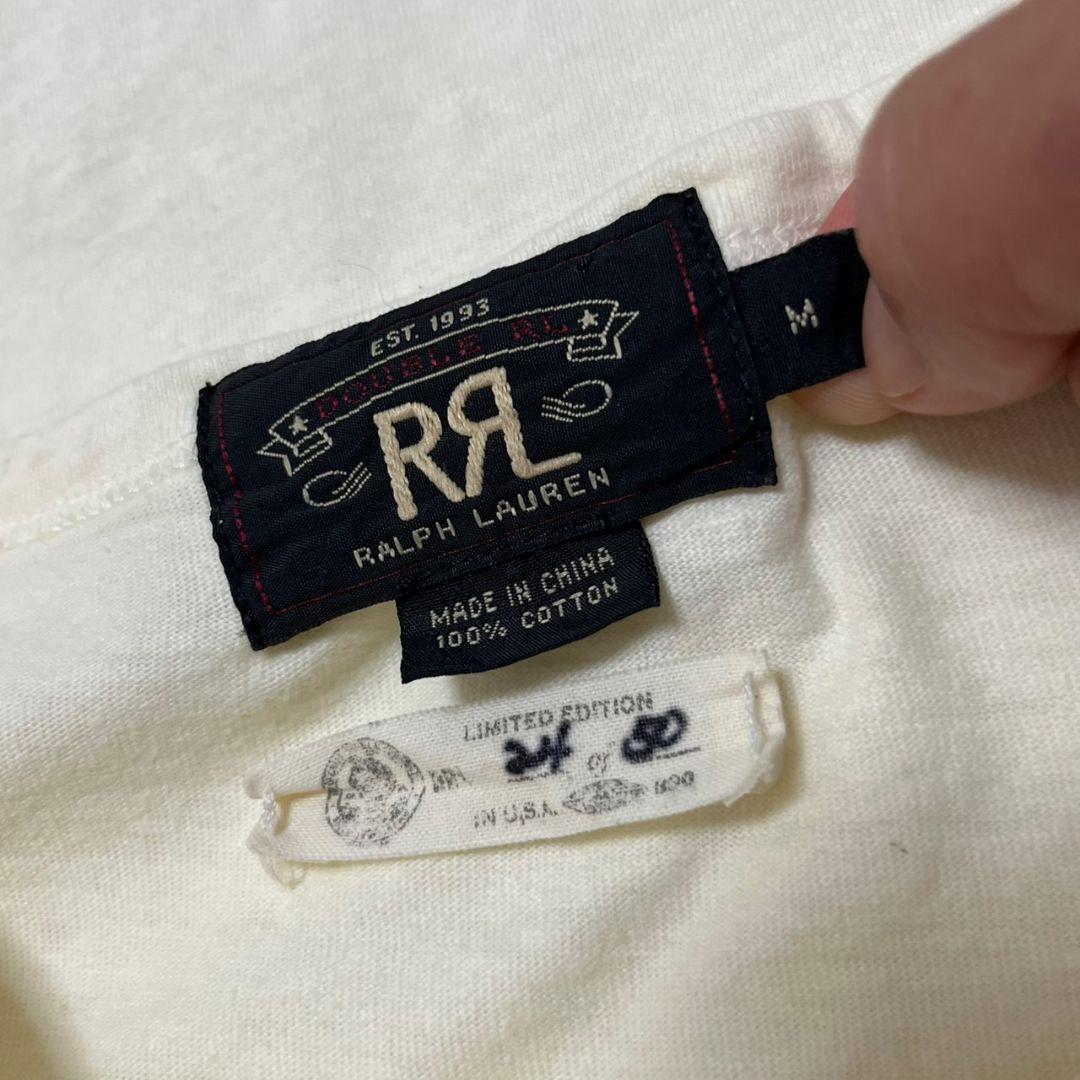 EST. 1993
DOUBLE RL
RRL
RALPH LAUREN
M
MADE IN CHINA
100% COTTON
LIMITED EDITION
24 of 50
IN U.S.A.